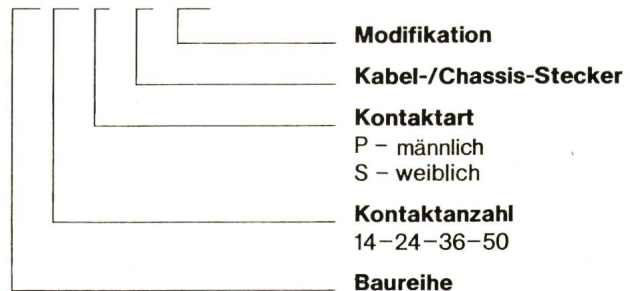 Modifikation
Kabel-/Chassis-Stecker
Kontaktart
P – männlich
S – weiblich
Kontaktanzahl
14–24–36–50
Baureihe